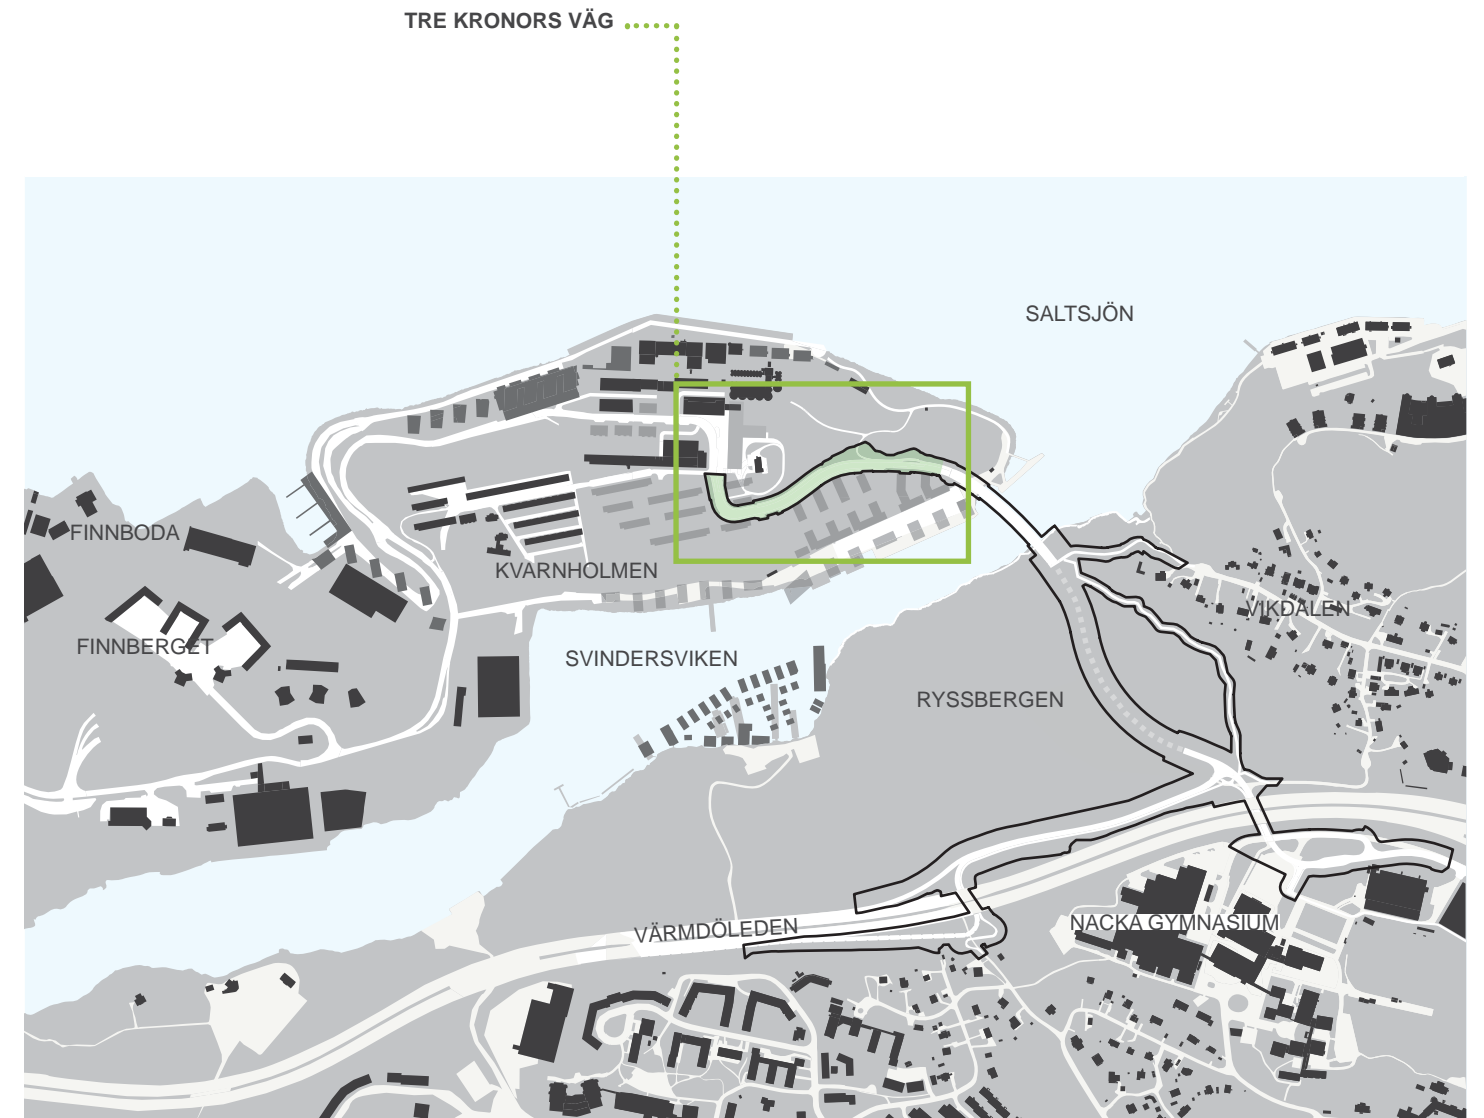 TRE KRONORS VÄG
SALTSJÖN
FINNBODA
KVARNHOLMEN
VIKDALEN
FINNBERGET
SVINDERSVIKEN
RYSSBERGEN
NACKA GYMNASIUM
VÄRMDÖLEDEN